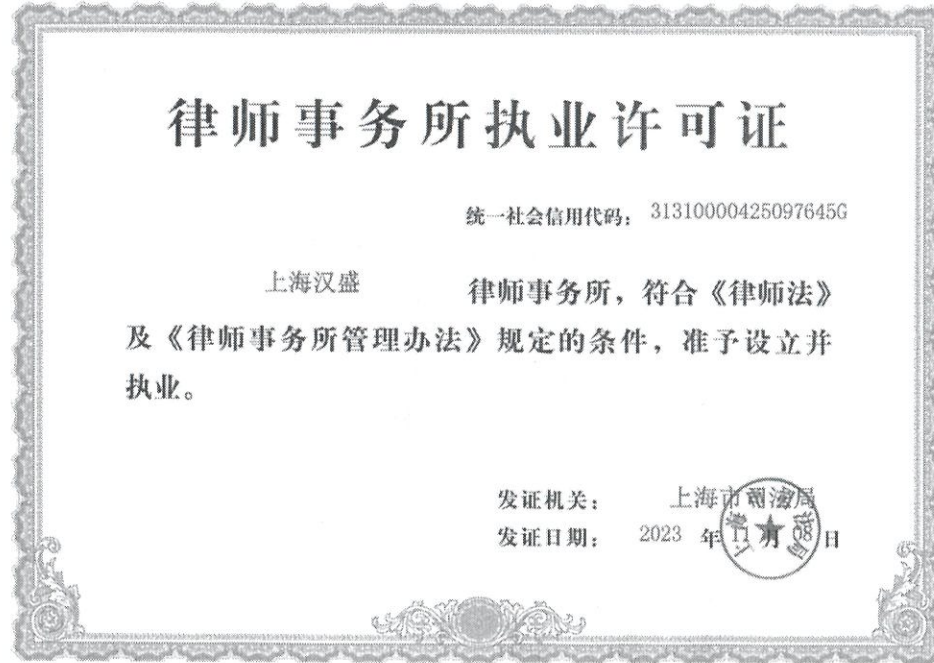 律师事务所执业许可证
统一社会信用代码: 31310000425097645G
上海汉盛 律师事务所，符合《律师法》
及《律师事务所管理办法》规定的条件，准予设立并
执业。
发证机关: 上海市司法局
发证日期: 2023 年 11 月 08 日